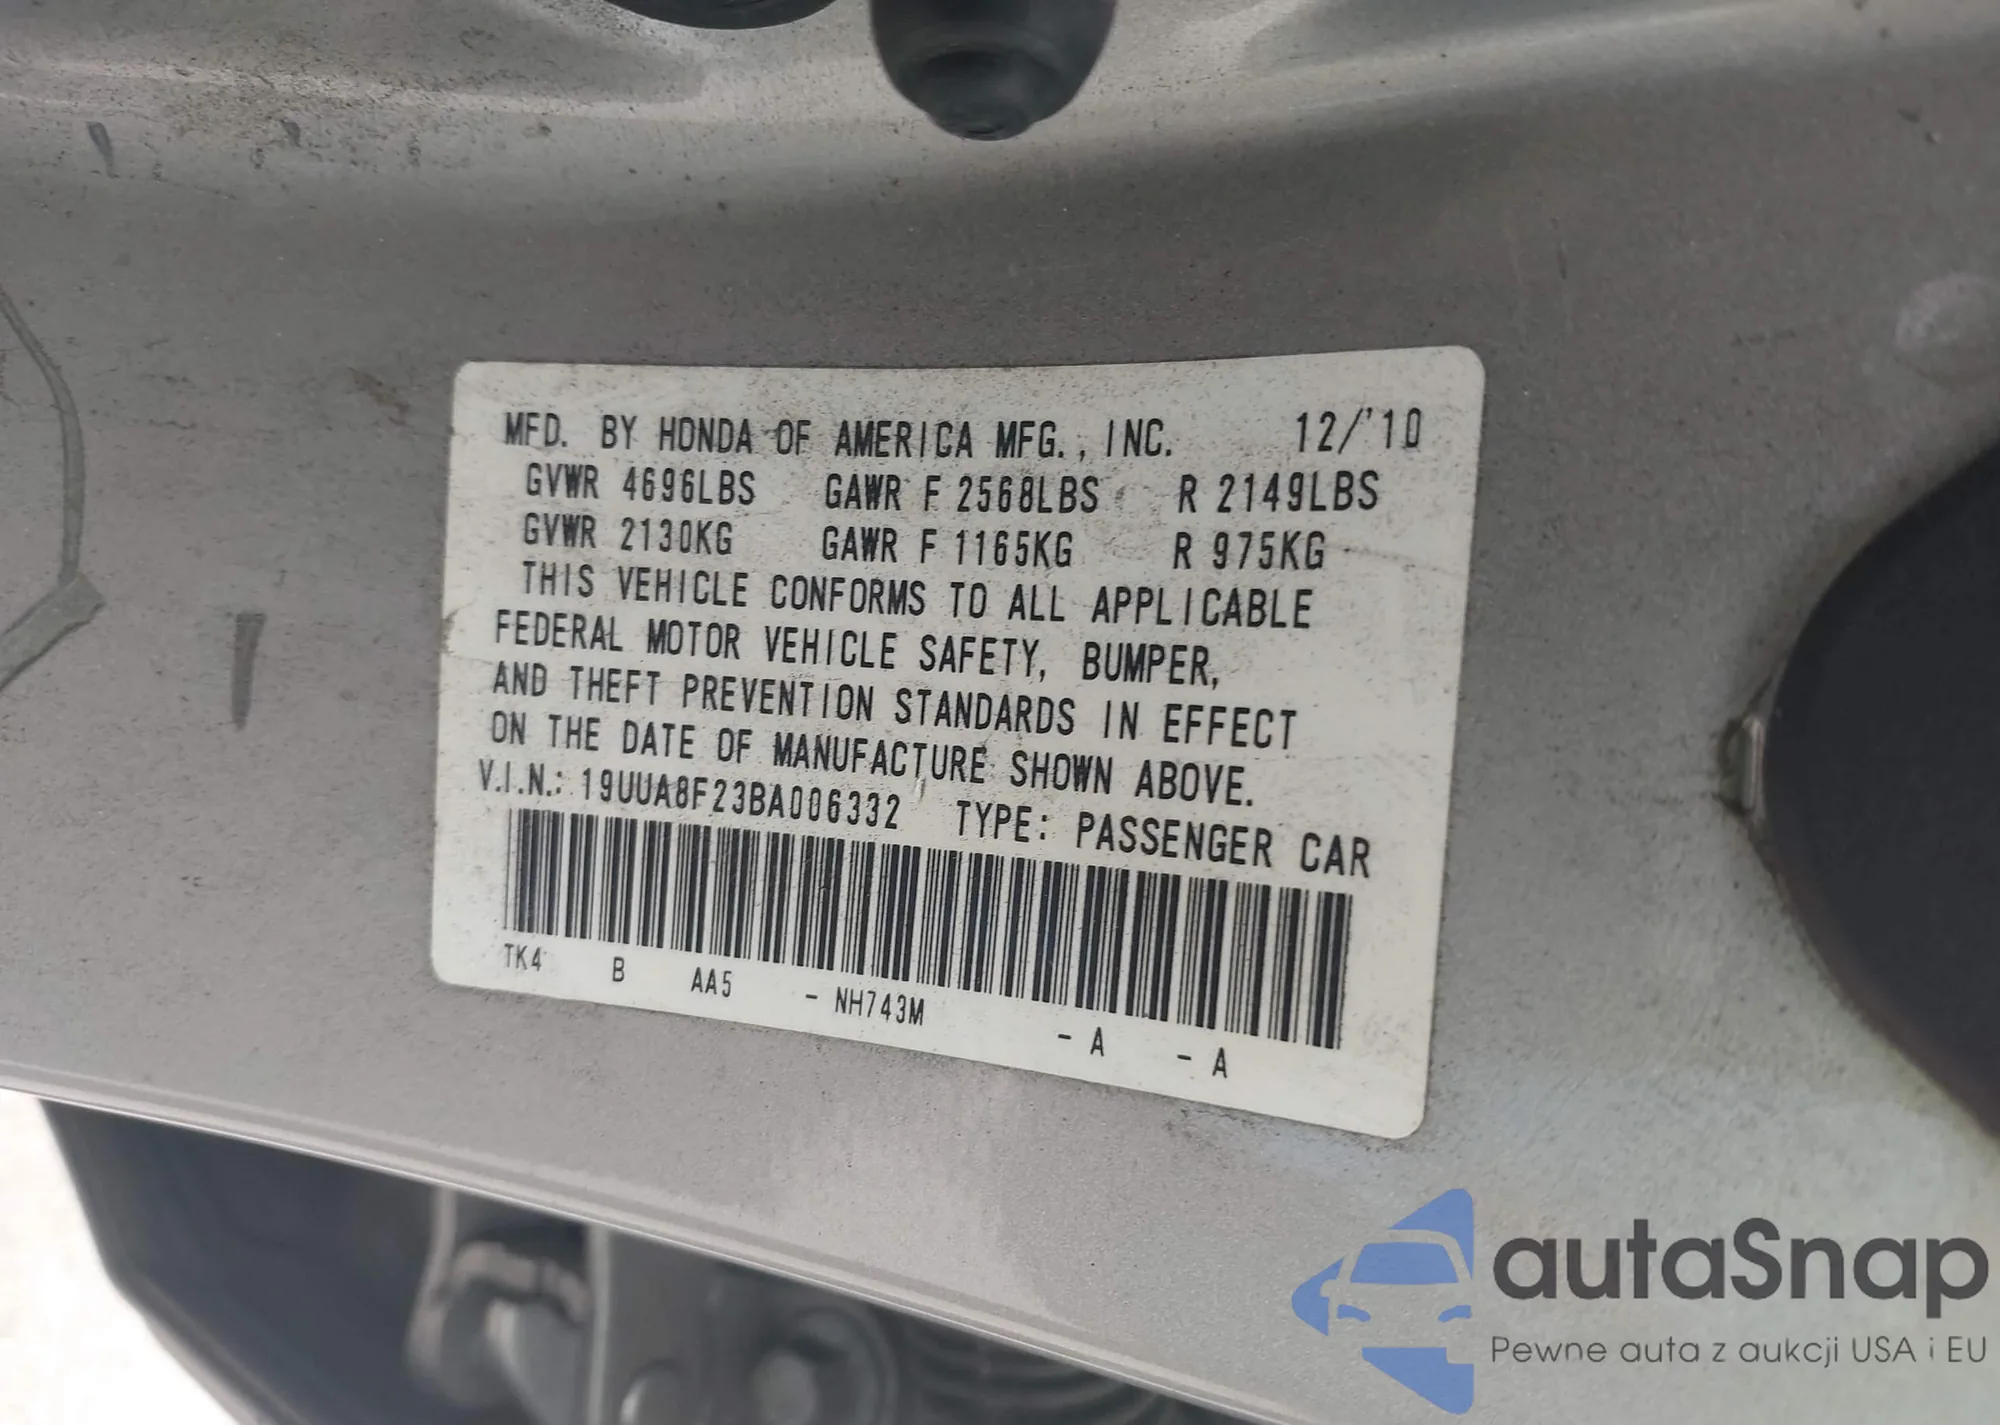 MFD. BY HONDA OF AMERICA MFG., INC. 12/'10
GVWR 4696LBS GAWR F 2568LBS R 2149LBS
GVWR 2130KG GAWR F 1165KG R 975KG
THIS VEHICLE CONFORMS TO ALL APPLICABLE
FEDERAL MOTOR VEHICLE SAFETY, BUMPER,
AND THEFT PREVENTION STANDARDS IN EFFECT
ON THE DATE OF MANUFACTURE SHOWN ABOVE.
V.I.N.: 19UUA8F23BA006332 TYPE: PASSENGER CAR
TK4 B AA5 - NH743M - A - A
autaSnap
Pewne auta z aukcji USA i EU